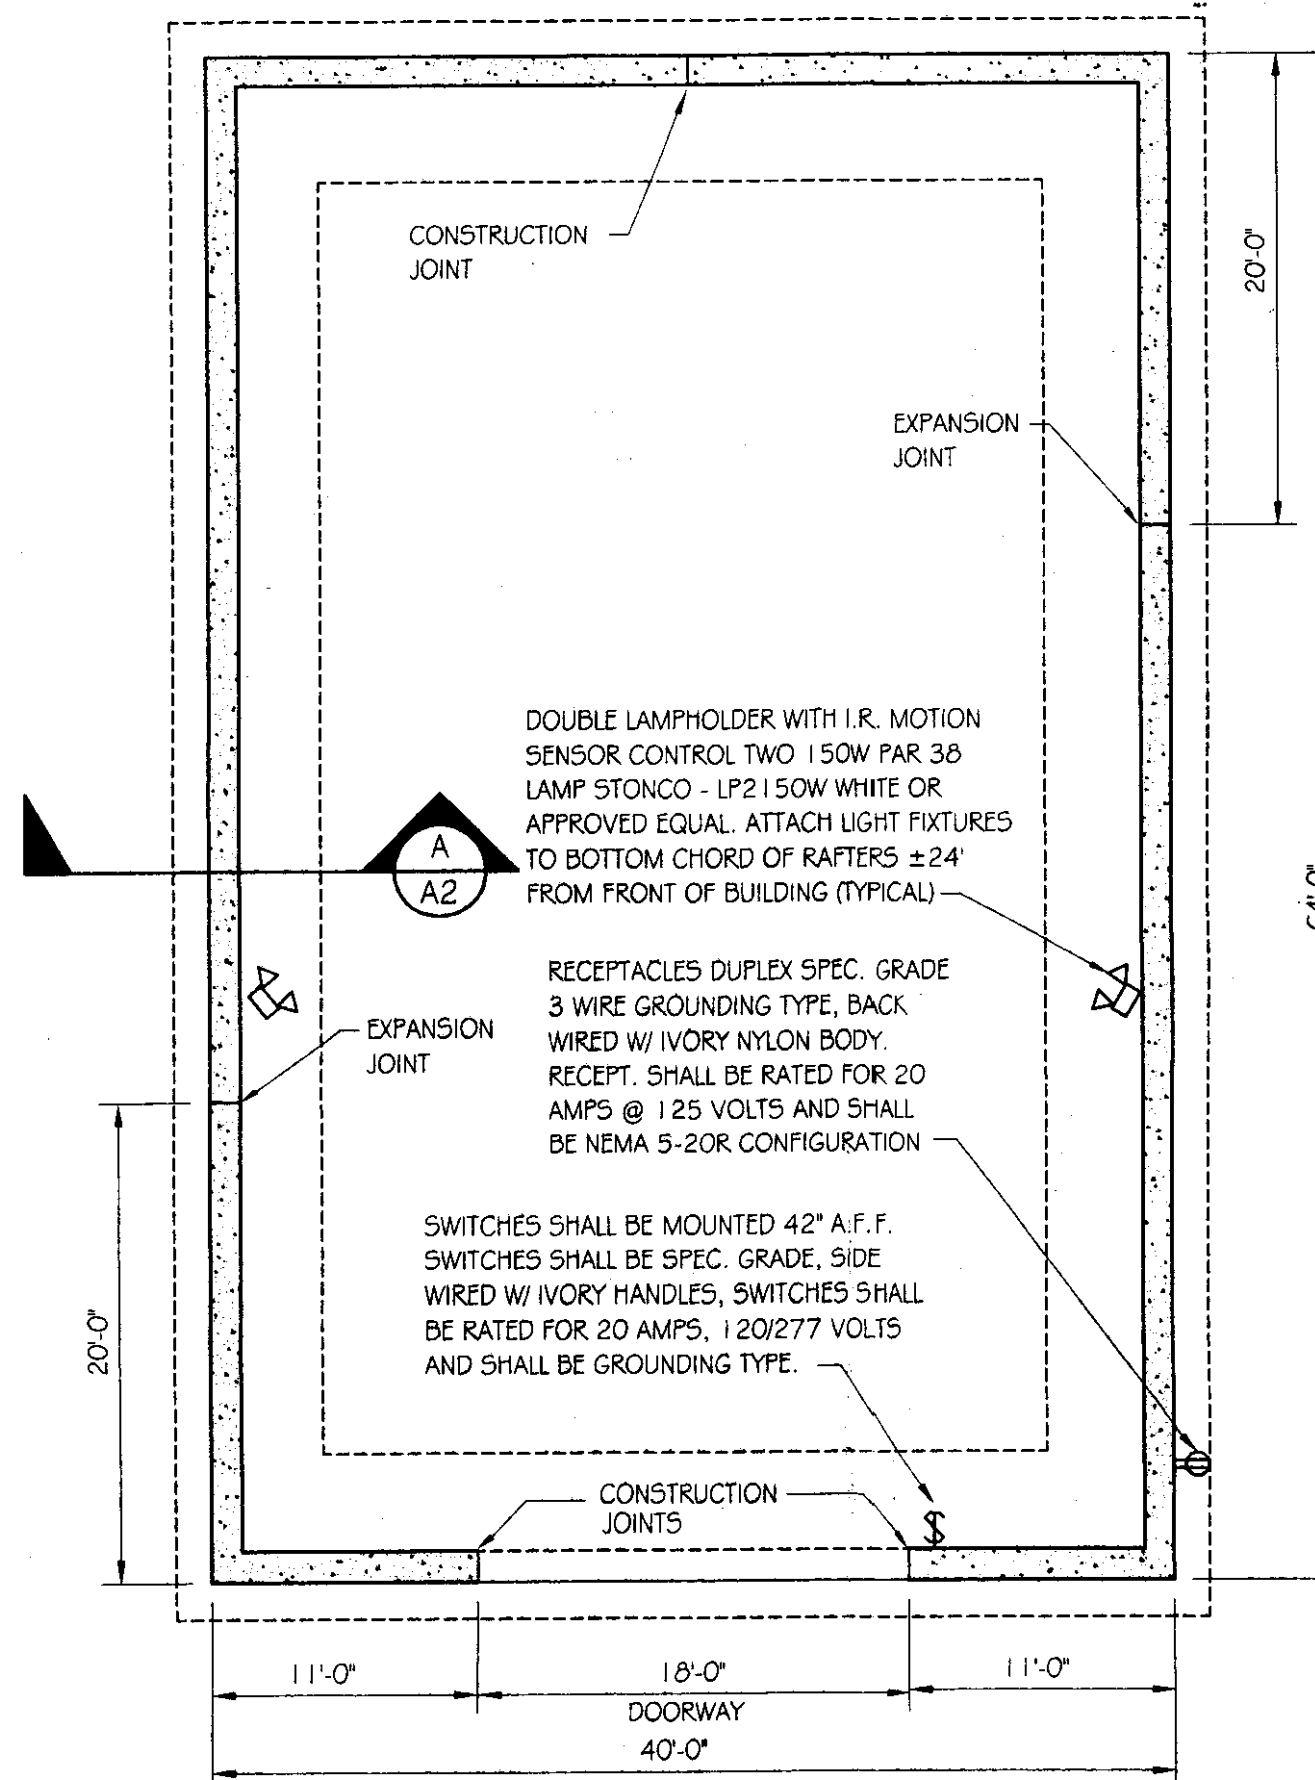 CONSTRUCTION
JOINT
20'-0"
EXPANSION
JOINT
DOUBLE LAMPHOLDER WITH I.R. MOTION
SENSOR CONTROL TWO 150W PAR 38
LAMP STONCO - LP2150W WHITE OR
APPROVED EQUAL. ATTACH LIGHT FIXTURES
TO BOTTOM CHORD OF RAFTERS ±24'
FROM FRONT OF BUILDING (TYPICAL)
A
A2
RECEPTACLES DUPLEX SPEC. GRADE
3 WIRE GROUNDING TYPE, BACK
WIRED W/ IVORY NYLON BODY.
RECEPT. SHALL BE RATED FOR 20
AMPS @ 125 VOLTS AND SHALL
BE NEMA 5-20R CONFIGURATION
EXPANSION
JOINT
20'-0"
SWITCHES SHALL BE MOUNTED 42" A.F.F.
SWITCHES SHALL BE SPEC. GRADE, SIDE
WIRED W/ IVORY HANDLES, SWITCHES SHALL
BE RATED FOR 20 AMPS, 120/277 VOLTS
AND SHALL BE GROUNDING TYPE.
CONSTRUCTION
JOINTS
$
11'-0"
18'-0"
11'-0"
DOORWAY
40'-0"